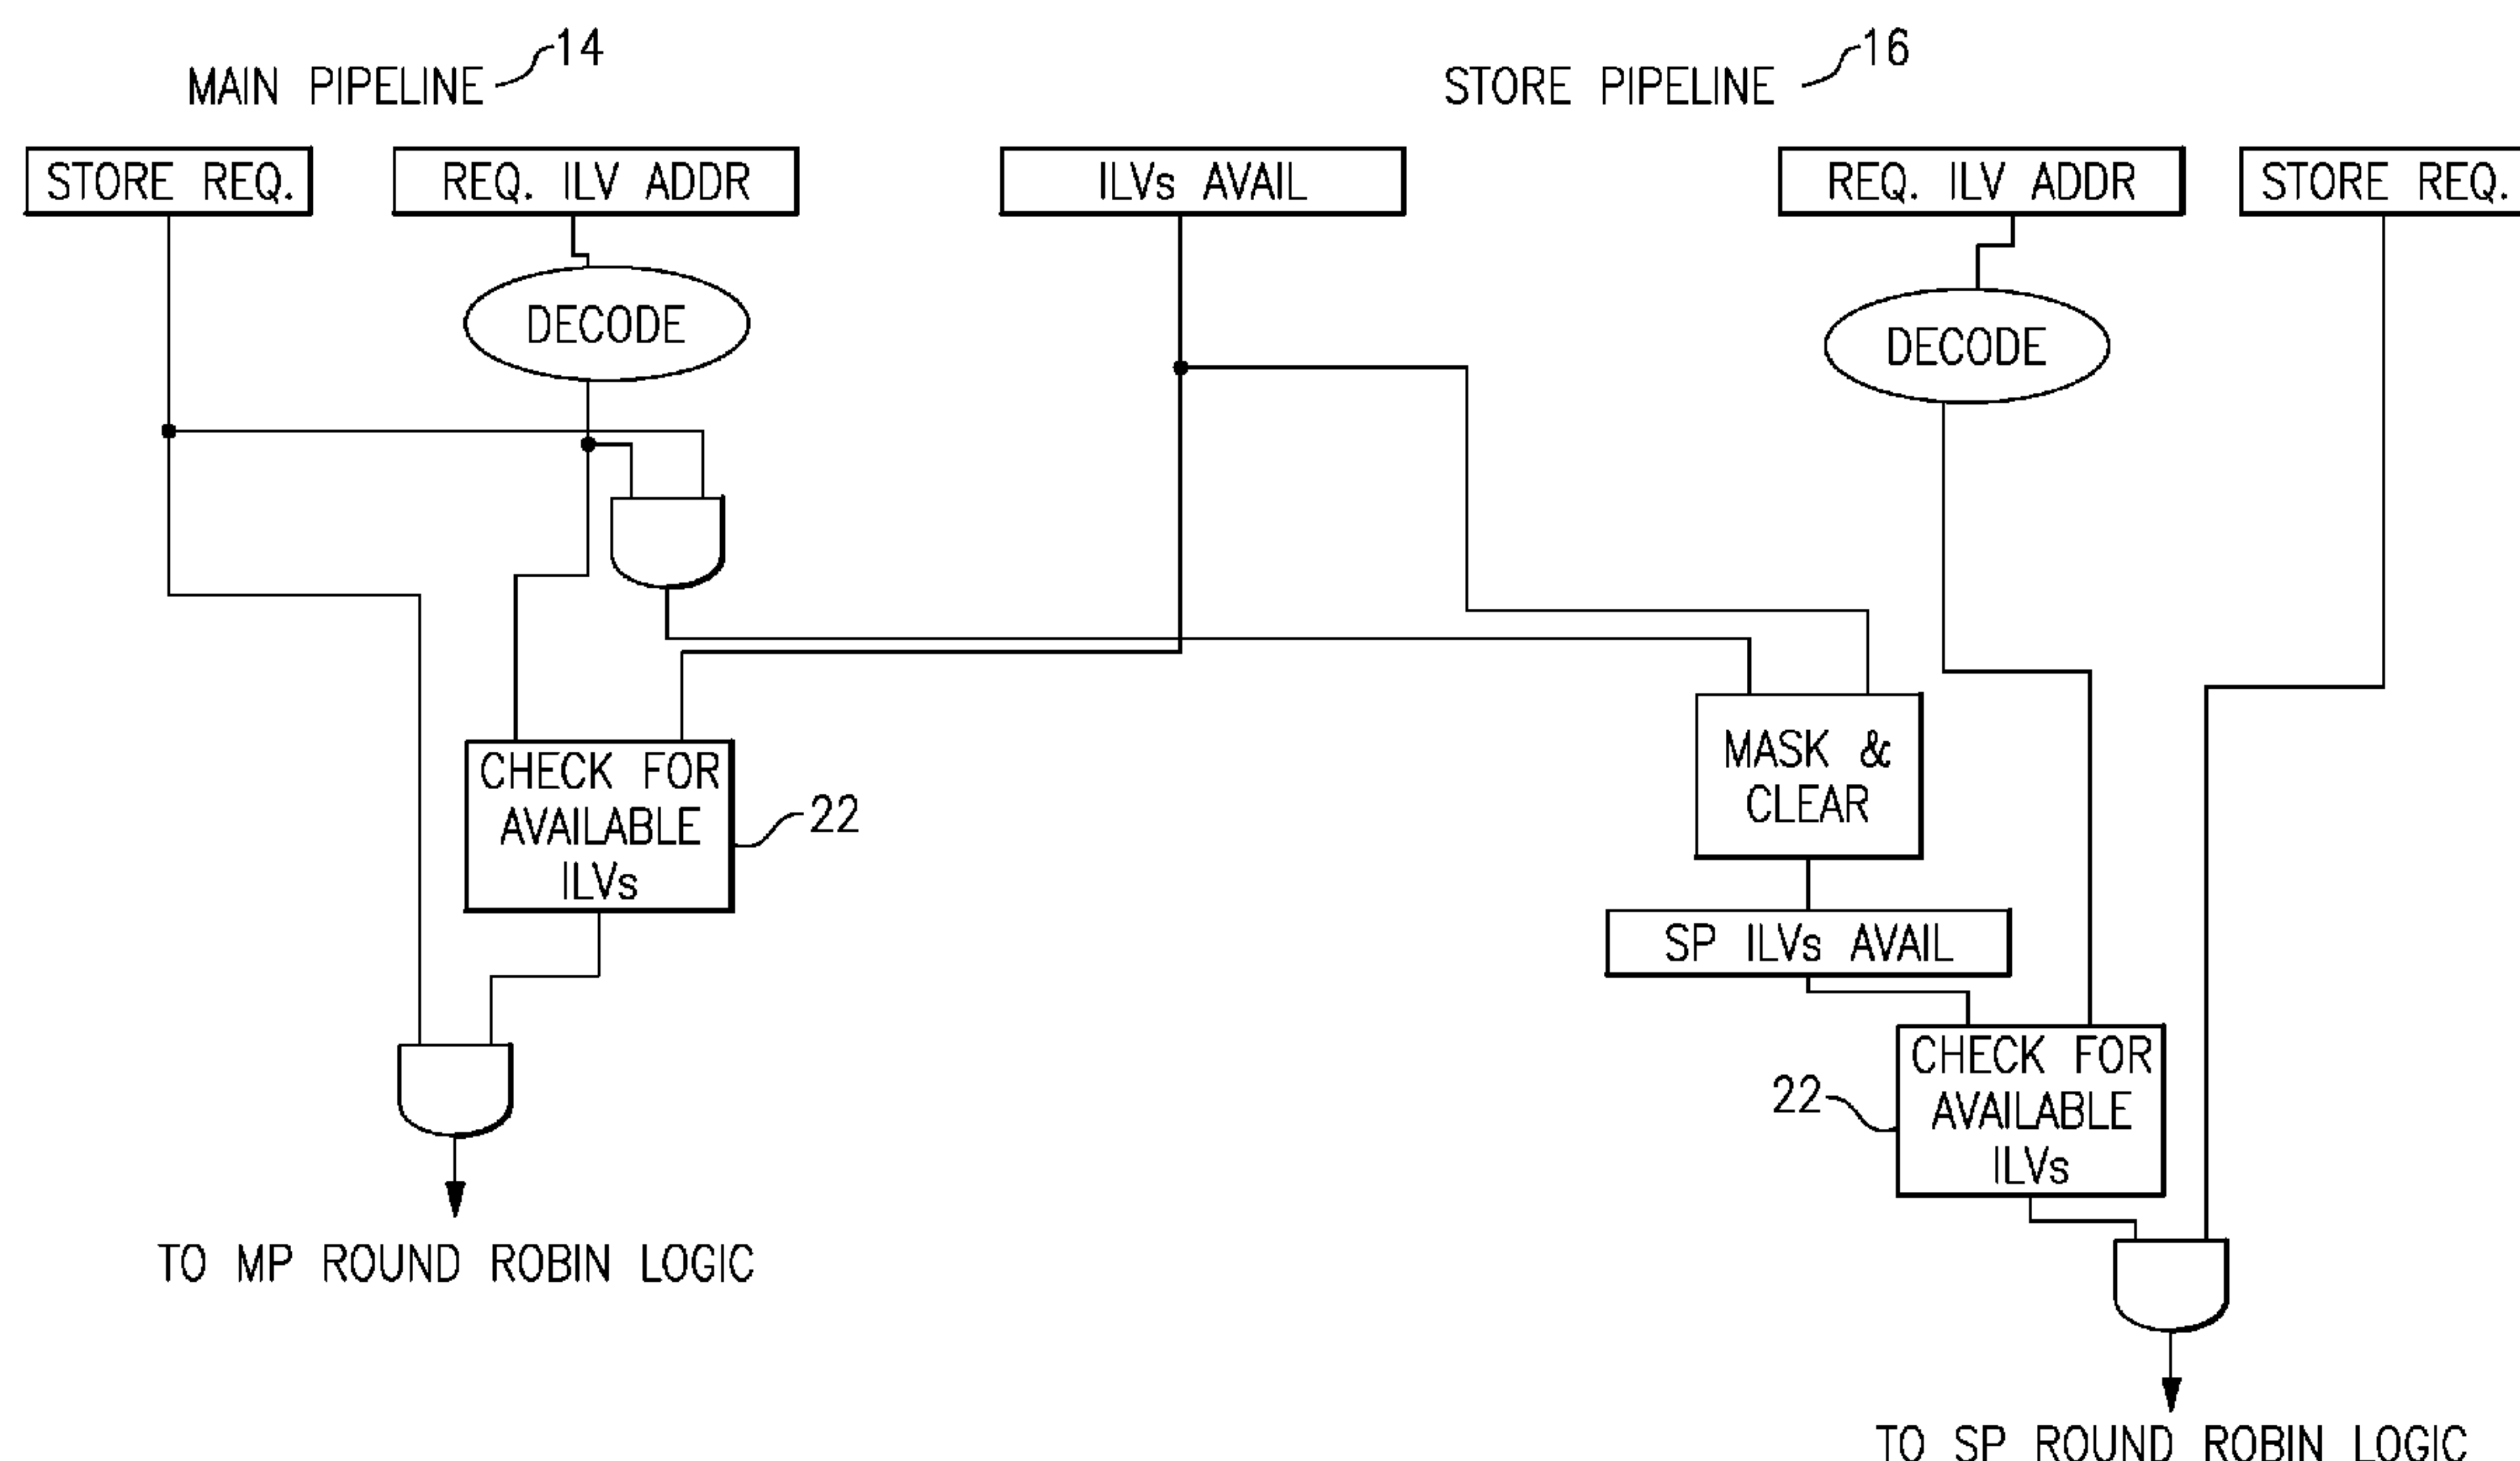 MAIN PIPELINE 14
STORE PIPELINE 16
STORE REQ.
REQ. ILV ADDR
ILVs AVAIL
REQ. ILV ADDR
STORE REQ.
DECODE
DECODE
CHECK FOR
AVAILABLE
ILVs
22
MASK &
CLEAR
SP ILVs AVAIL
CHECK FOR
AVAILABLE
ILVs
22
TO MP ROUND ROBIN LOGIC
TO SP ROUND ROBIN LOGIC